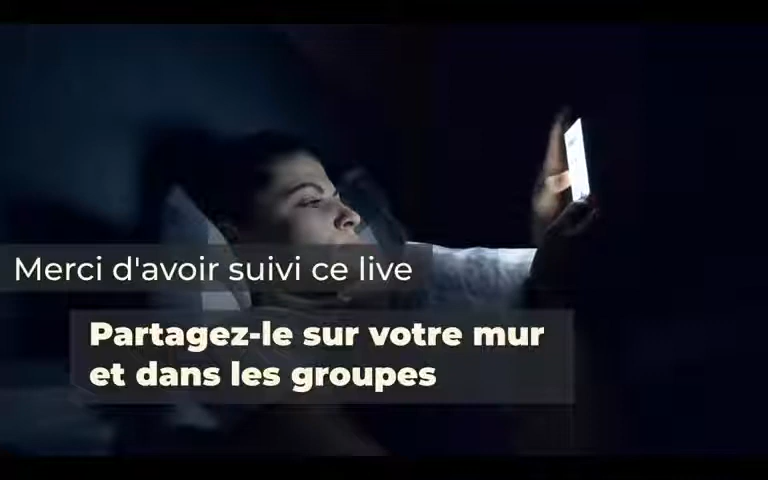 Merci d'avoir suivi ce live
Partagez-le sur votre mur
et dans les groupes